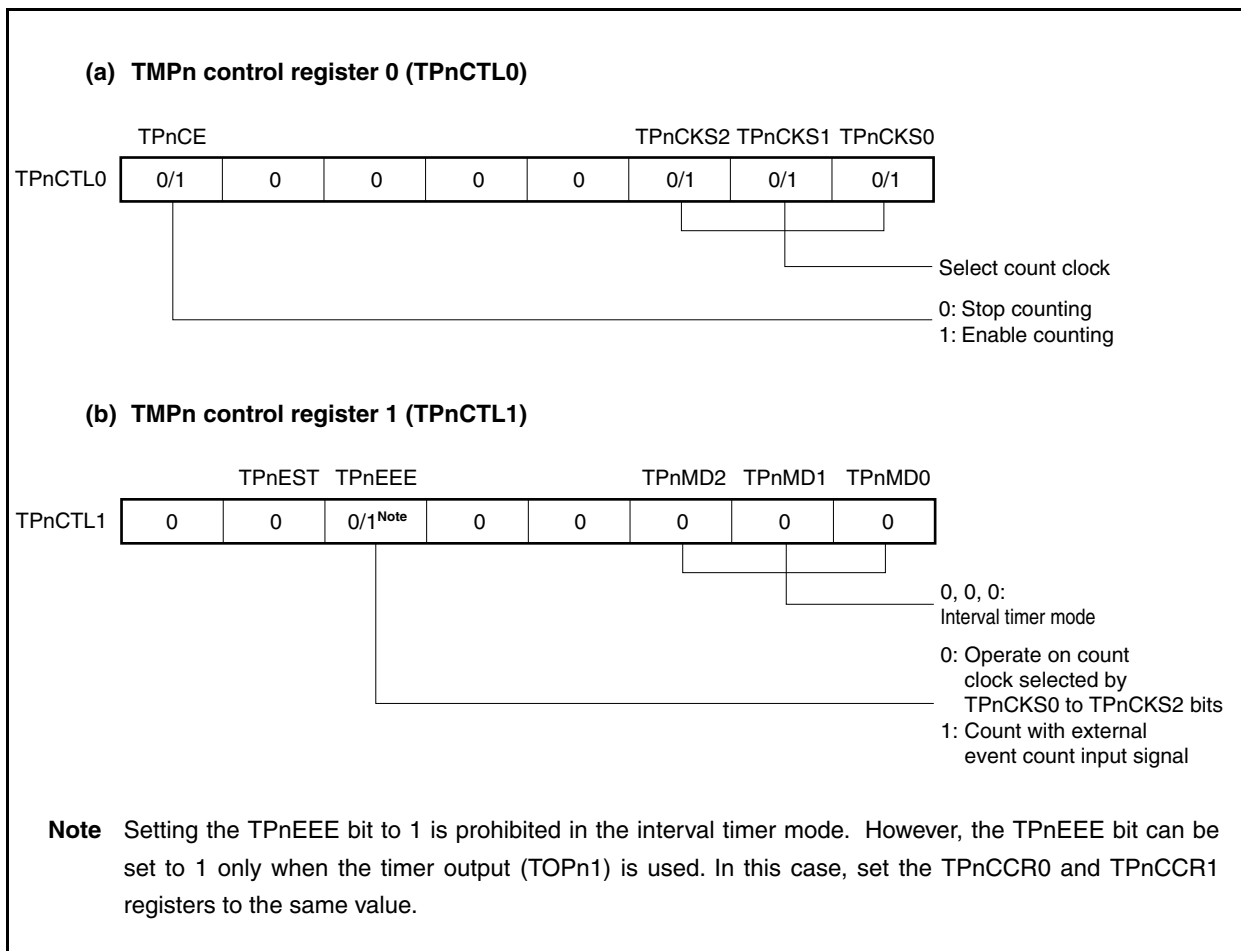 (a) TMPn control register 0 (TPnCTL0)
TPnCE TPnCKS2 TPnCKS1 TPnCKS0
TPnCTL0 0/1 0 0 0 0 0/1 0/1 0/1
Select count clock
0: Stop counting
1: Enable counting
(b) TMPn control register 1 (TPnCTL1)
TPnEST TPnEEE TPnMD2 TPnMD1 TPnMD0
TPnCTL1 0 0 0/1Note 0 0 0 0 0
0, 0, 0:
Interval timer mode
0: Operate on count
clock selected by
TPnCKS0 to TPnCKS2 bits
1: Count with external
event count input signal
Note Setting the TPnEEE bit to 1 is prohibited in the interval timer mode. However, the TPnEEE bit can be
set to 1 only when the timer output (TOPn1) is used. In this case, set the TPnCCR0 and TPnCCR1
registers to the same value.